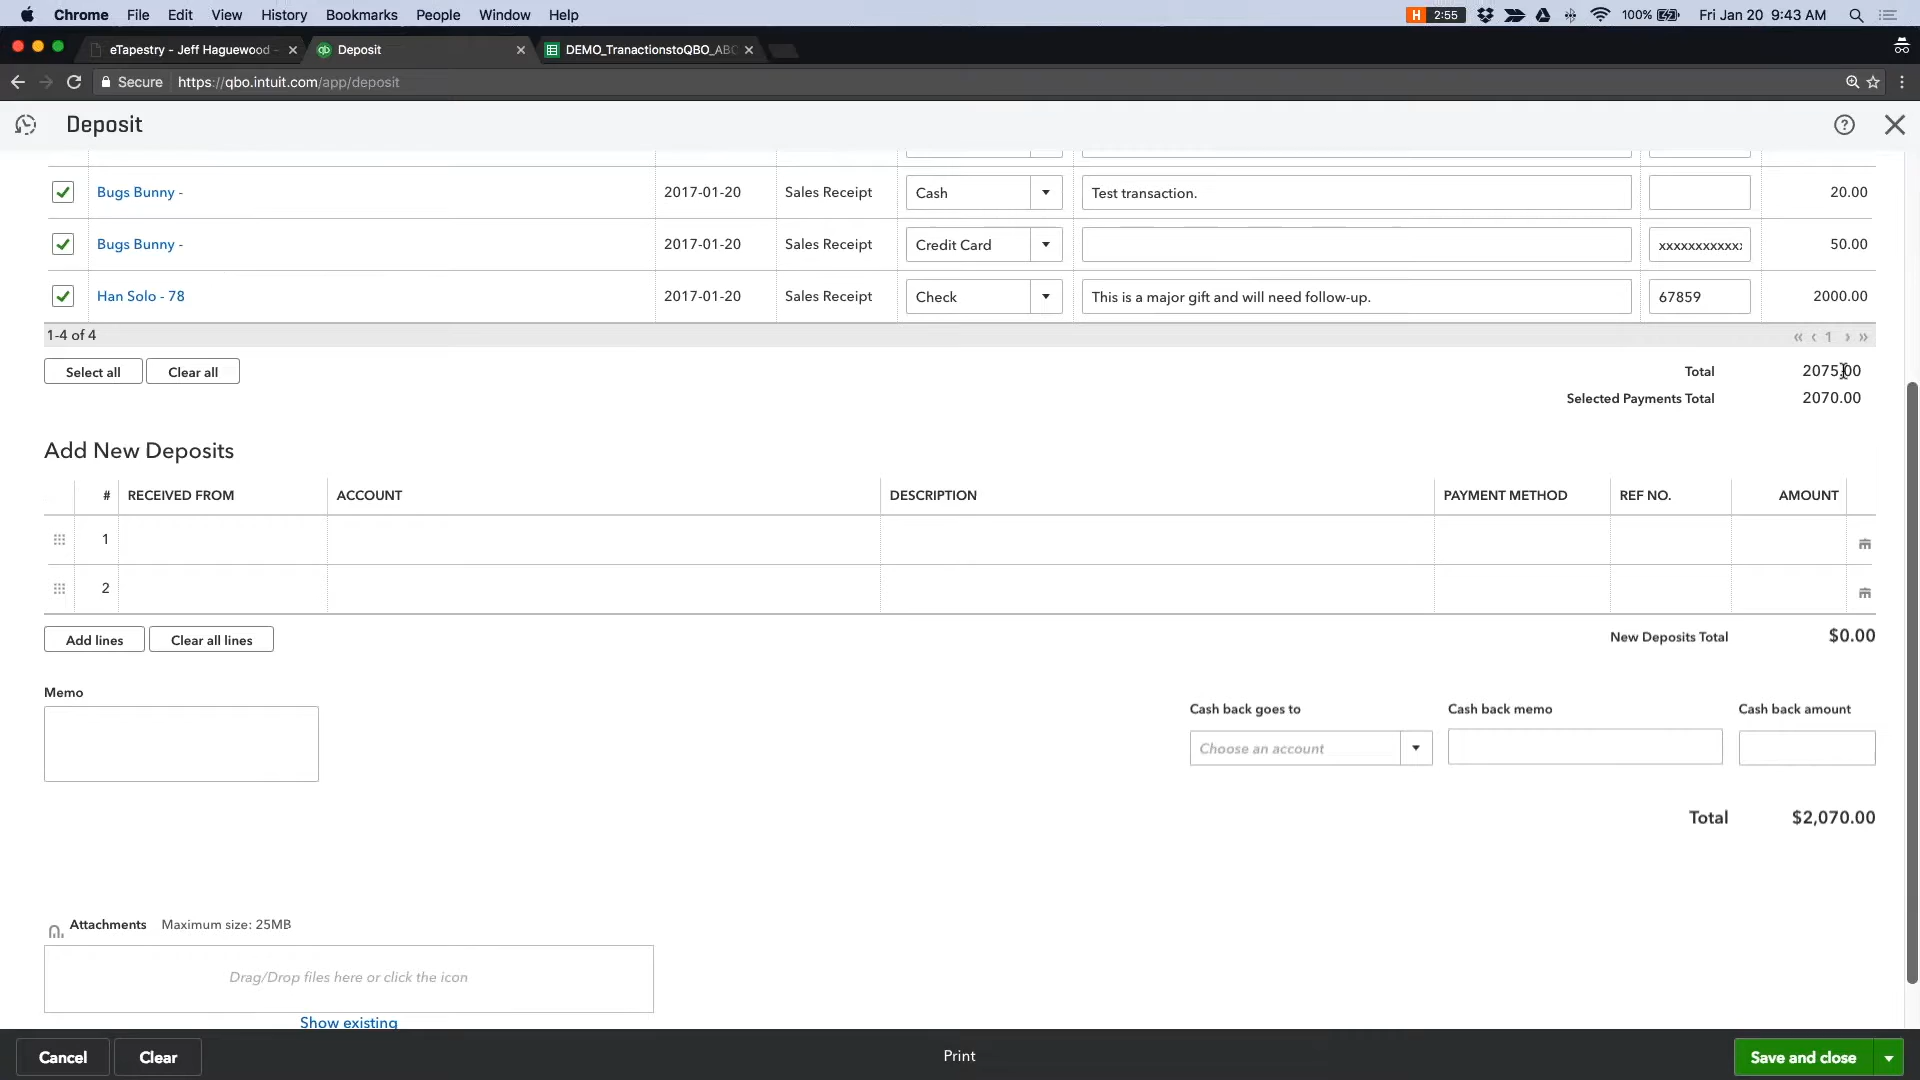 Chrome File Edit View History Bookmarks People Window Help H 2:55 100% Fri Jan 20 9:43 AM
eTapestry - Jeff Haguewood - Deposit DEMO_TranactionstoQBO_ABC
Secure https://qbo.intuit.com/app/deposit
Deposit
Bugs Bunny - 2017-01-20 Sales Receipt Cash Test transaction. 20.00
Bugs Bunny - 2017-01-20 Sales Receipt Credit Card xxxxxxxxxxx 50.00
Han Solo - 78 2017-01-20 Sales Receipt Check This is a major gift and will need follow-up. 67859 2000.00
1-4 of 4 « ‹ 1 › »
Select all Clear all Total 2075.00
Selected Payments Total 2070.00
Add New Deposits
# RECEIVED FROM ACCOUNT DESCRIPTION PAYMENT METHOD REF NO. AMOUNT
1
2
Add lines Clear all lines New Deposits Total $0.00
Memo
Cash back goes to Cash back memo Cash back amount
Choose an account
Total $2,070.00
Attachments Maximum size: 25MB
Drag/Drop files here or click the icon
Show existing
Cancel Clear Print Save and close